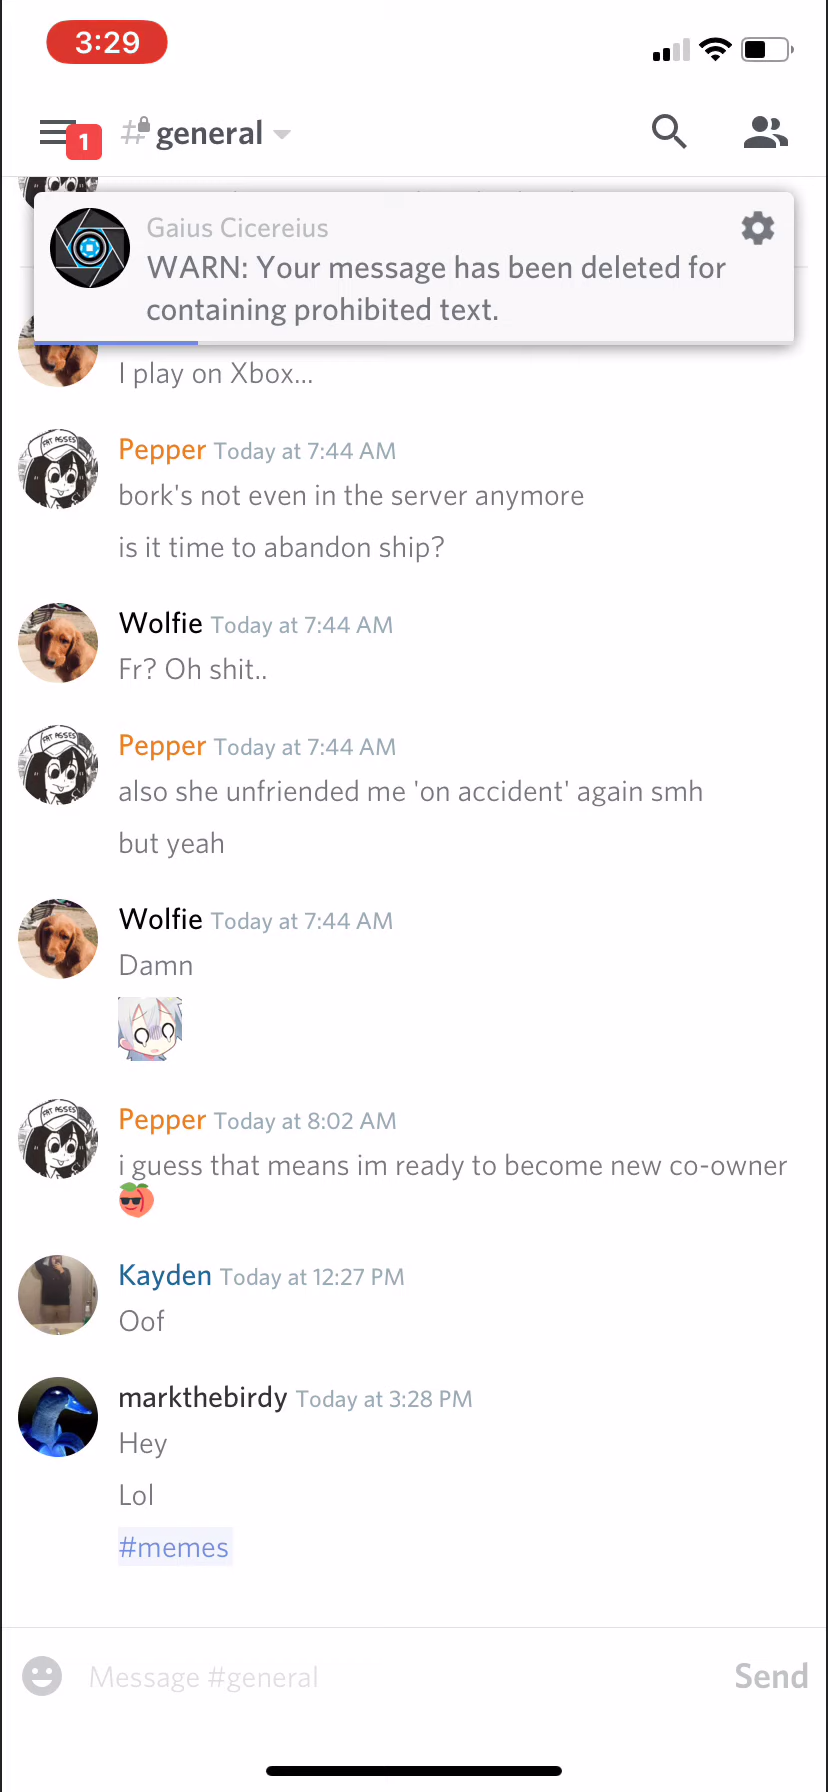 3:29
1
# general
Gaius Cicereius
WARN: Your message has been deleted for
containing prohibited text.
I play on Xbox...
Pepper Today at 7:44 AM
bork's not even in the server anymore
is it time to abandon ship?
Wolfie Today at 7:44 AM
Fr? Oh shit..
Pepper Today at 7:44 AM
also she unfriended me 'on accident' again smh
but yeah
Wolfie Today at 7:44 AM
Damn
Pepper Today at 8:02 AM
i guess that means im ready to become new co-owner
Kayden Today at 12:27 PM
Oof
markthebirdy Today at 3:28 PM
Hey
Lol
#memes
Message #general
Send